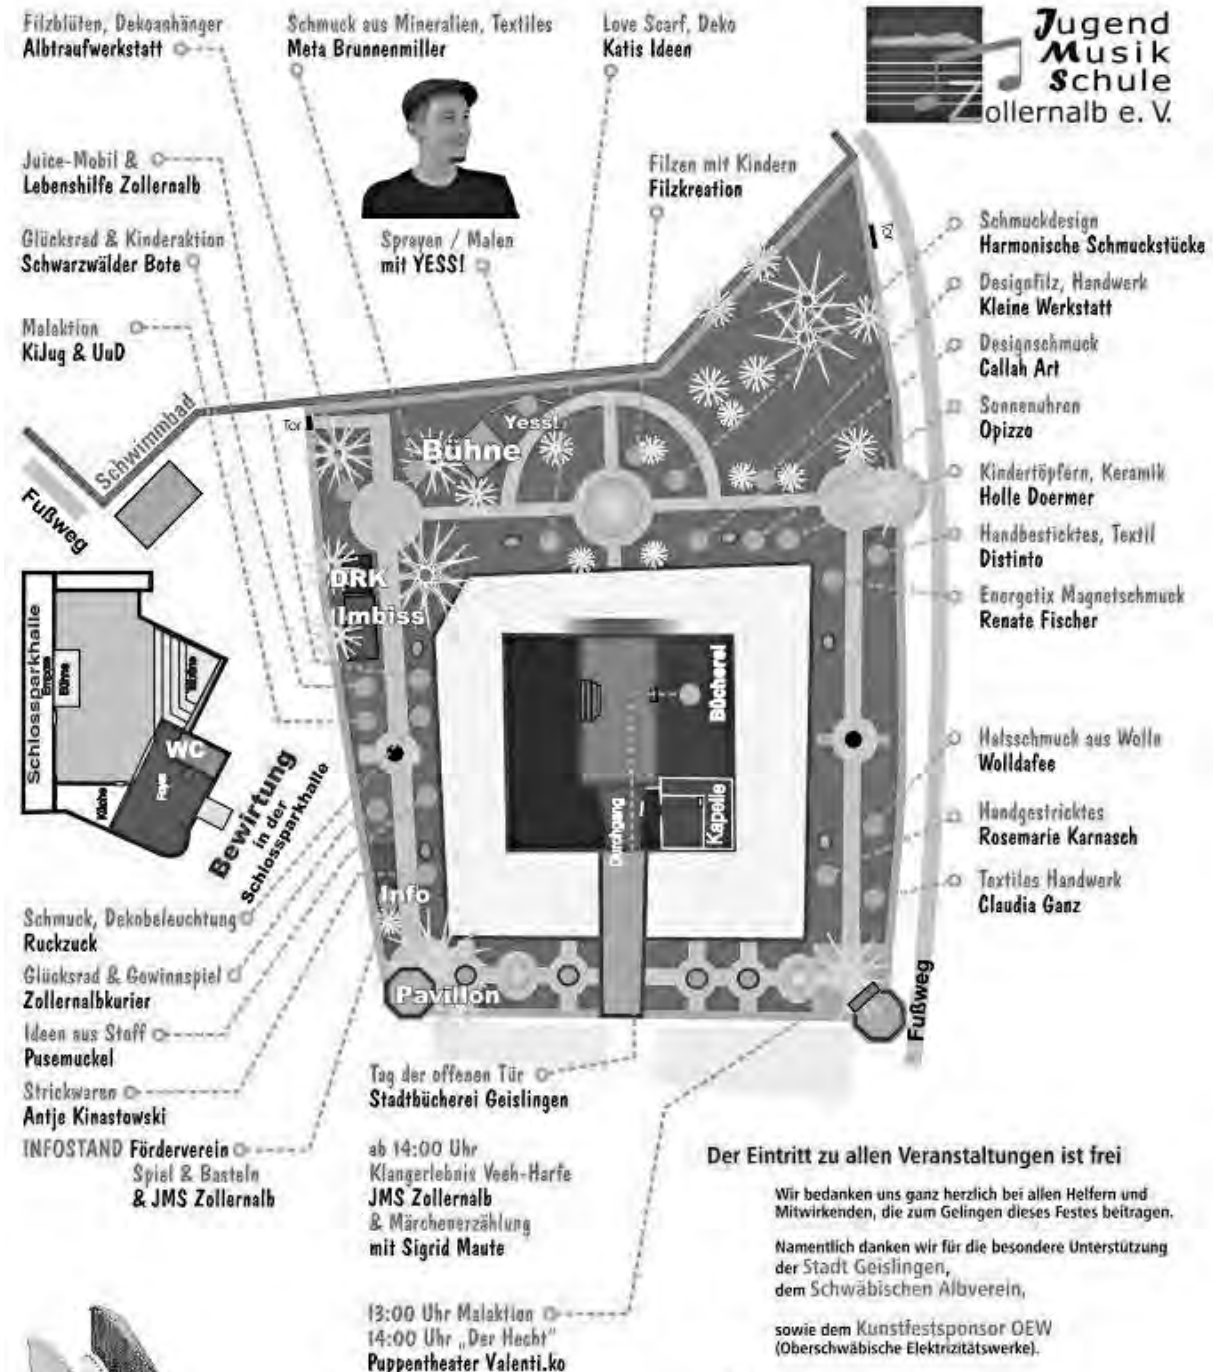 Filzblüten, Dekoanhänger
Albtraufwerkstatt
Schmuck aus Mineralien, Textiles
Meta Brunnenmiller
Love Scarf, Deko
Katis Ideen
Jugend
Musik
Schule
Zollernalb e. V.
Juice-Mobil &
Lebenshilfe Zollernalb
Filzen mit Kindern
Filzkreation
Glücksrad & Kinderaktion
Schwarzwälder Bote
Sprayen / Malen
mit YESS!
Malaktion
KiJug & UuD
Schmuckdesign
Harmonische Schmuckstücke
Designfilz, Handwerk
Kleine Werkstatt
Designschmuck
Callah Art
Sonnenuhren
Opizzo
Kindertöpfern, Keramik
Holle Doermer
Handbesticktes, Textil
Distinto
Energetix Magnetschmuck
Renate Fischer
Halsschmuck aus Wolle
Wolldafee
Handgestricktes
Rosemarie Karnasch
Textiles Handwerk
Claudia Ganz
Tor
Schwimmbad
Fußweg
Yess!
Bühne
DRK
Imbiss
Schlossparkhalle
Empore
Bühne
Bühne
WC
Foyer
Küche
Bewirtung
in der
Schlossparkhalle
Bücherei
Durchgang
Kapelle
Info
Pavillon
Fußweg
Schmuck, Dekobeleuchtung
Ruckzuck
Glücksrad & Gewinnspiel
Zollernalbkurier
Ideen aus Stoff
Pusemuckel
Strickwaren
Antje Kinastowski
INFOSTAND Förderverein
Spiel & Basteln
& JMS Zollernalb
Tag der offenen Tür
Stadtbücherei Geislingen
ab 14:00 Uhr
Klangerlebnis Veeh-Harfe
JMS Zollernalb
& Märchenerzählung
mit Sigrid Maute
13:00 Uhr Malaktion
14:00 Uhr „Der Hecht"
Puppentheater Valenti.ko
Der Eintritt zu allen Veranstaltungen ist frei
Wir bedanken uns ganz herzlich bei allen Helfern und
Mitwirkenden, die zum Gelingen dieses Festes beitragen.
Namentlich danken wir für die besondere Unterstützung
der Stadt Geislingen,
dem Schwäbischen Albverein,
sowie dem Kunstfestsponsor OEW
(Oberschwäbische Elektrizitätswerke).